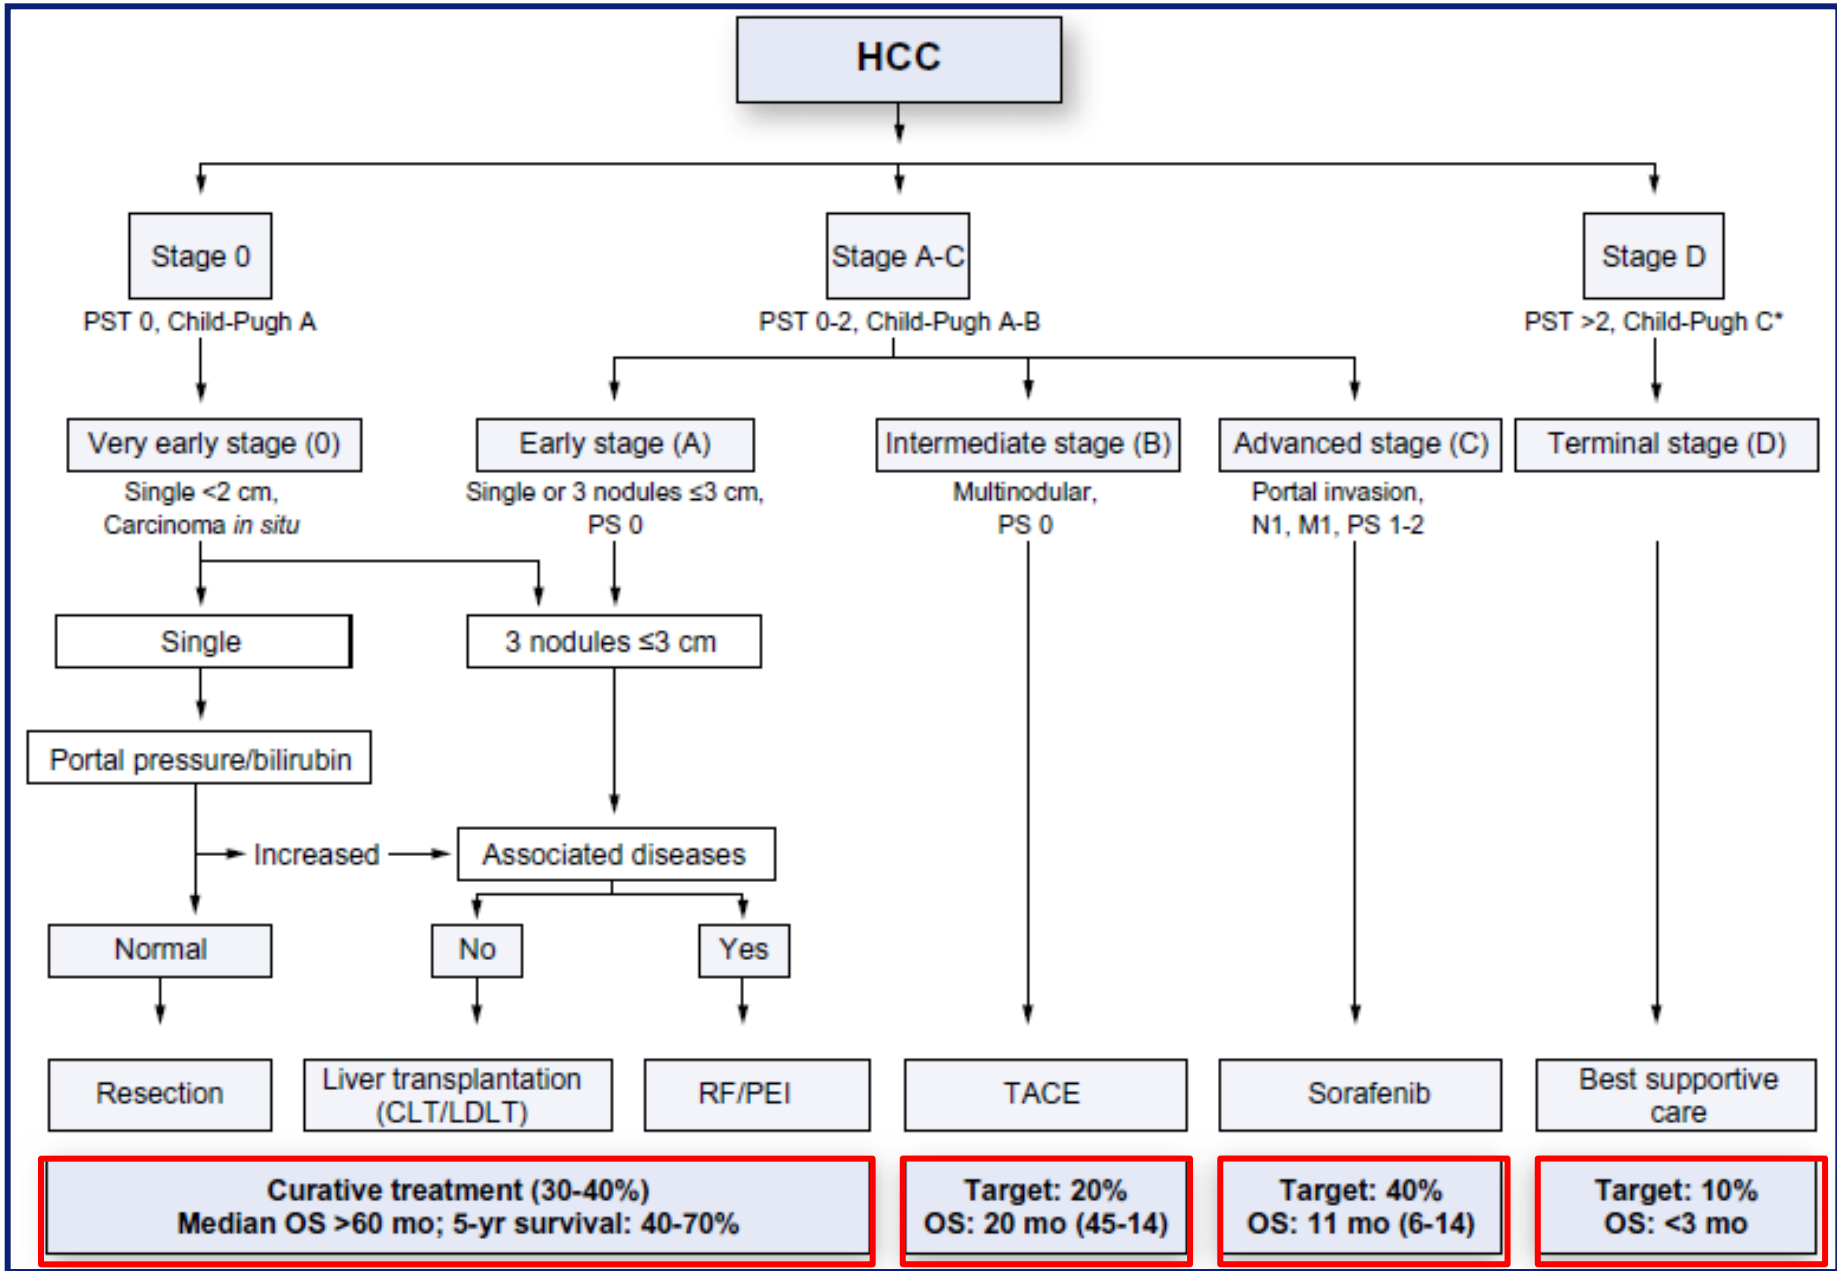 HCC
Stage 0
Stage A-C
Stage D
PST 0, Child-Pugh A
PST 0-2, Child-Pugh A-B
PST >2, Child-Pugh C*
Very early stage (0)
Early stage (A)
Intermediate stage (B)
Advanced stage (C)
Terminal stage (D)
Single <2 cm,
Carcinoma in situ
Single or 3 nodules ≤3 cm,
PS 0
Multinodular,
PS 0
Portal invasion,
N1, M1, PS 1-2
Single
3 nodules ≤3 cm
Portal pressure/bilirubin
Increased
Associated diseases
Normal
No
Yes
Resection
Liver transplantation
(CLT/LDLT)
RF/PEI
TACE
Sorafenib
Best supportive
care
Curative treatment (30-40%)
Median OS >60 mo; 5-yr survival: 40-70%
Target: 20%
OS: 20 mo (45-14)
Target: 40%
OS: 11 mo (6-14)
Target: 10%
OS: <3 mo